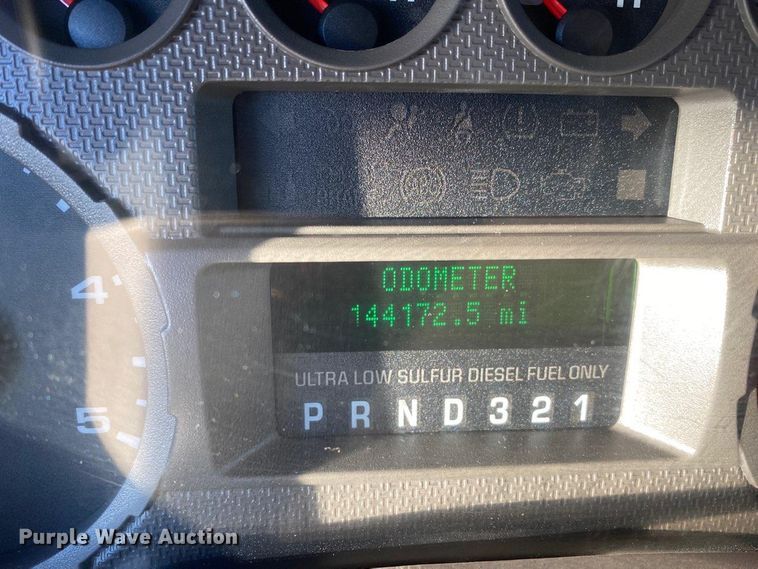 ODOMETER
144172.5 mi
ULTRA LOW SULFUR DIESEL FUEL ONLY
P R N D 3 2 1
4
5
Purple Wave Auction